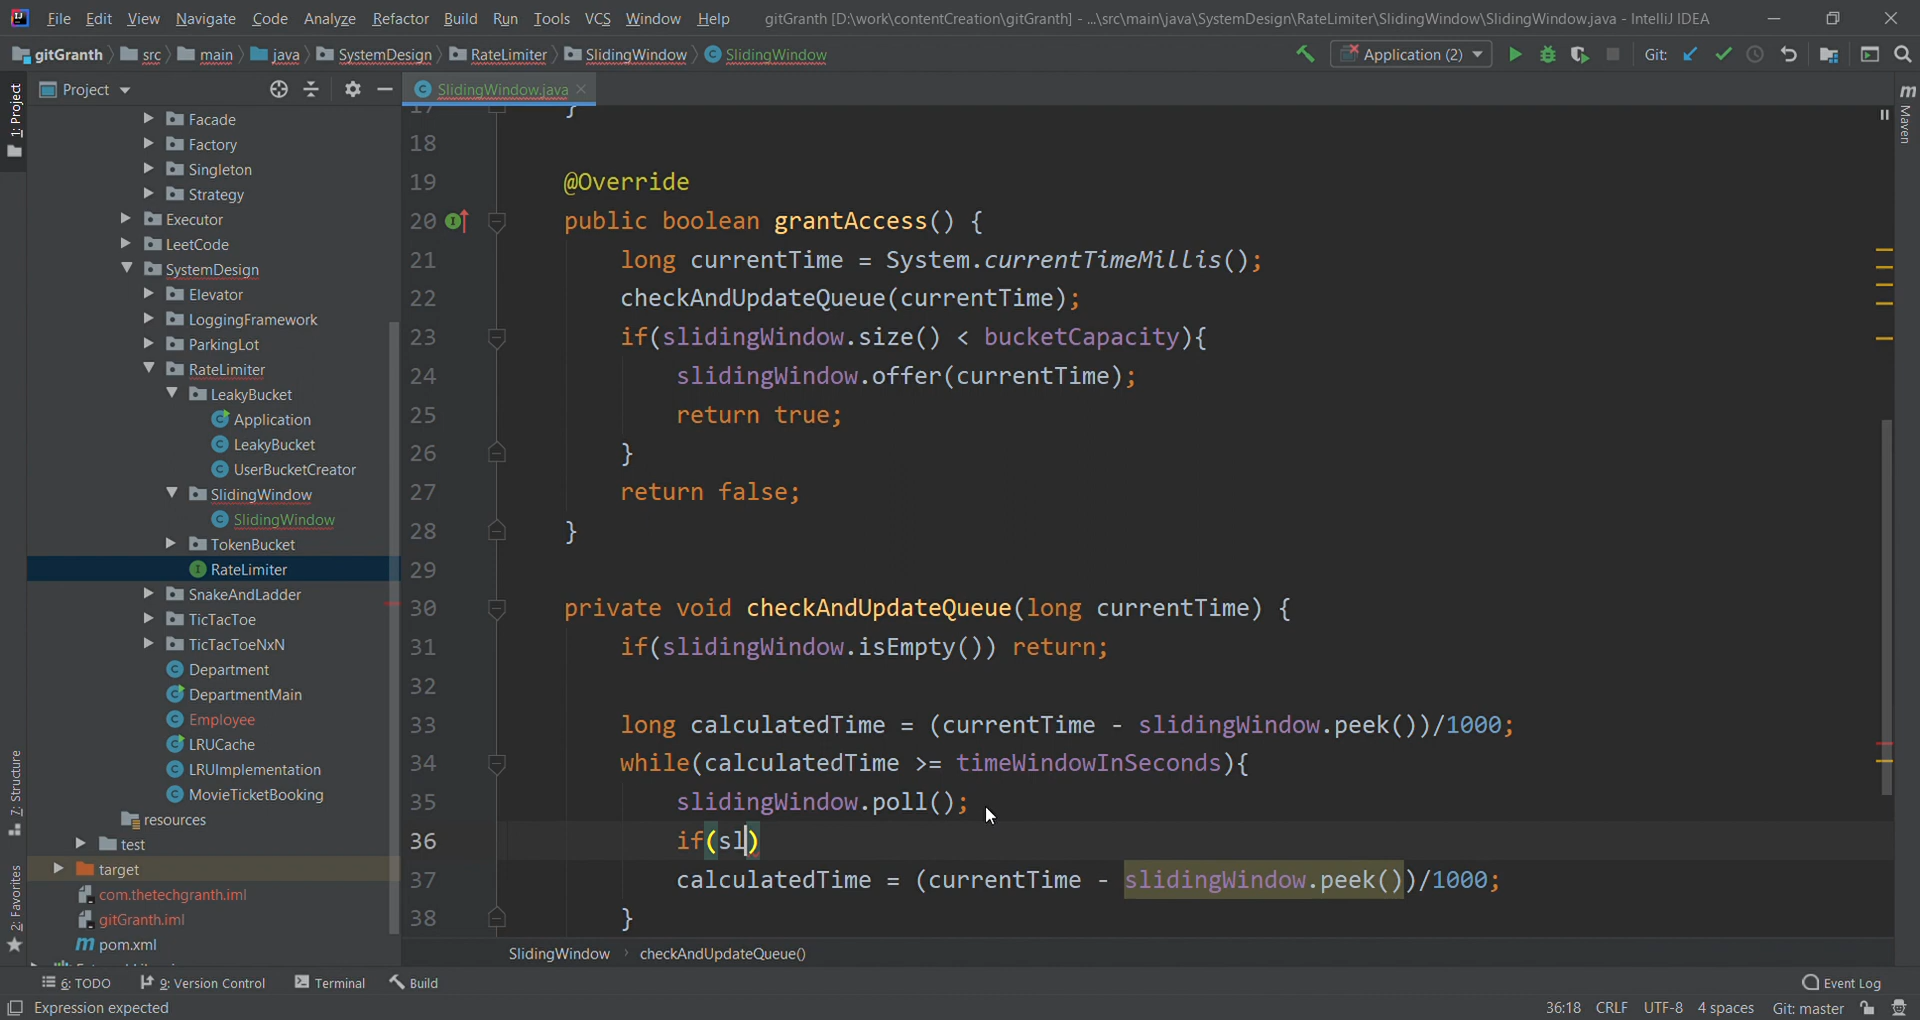 File Edit View Navigate Code Analyze Refactor Build Run Tools VCS Window Help gitGranth [D:\work\contentCreation\gitGranth] - ...\src\main\java\SystemDesign\RateLimiter\SlidingWindow\SlidingWindow.java - IntelliJ IDEA
gitGranth src main java SystemDesign RateLimiter SlidingWindow SlidingWindow Application (2) Git:
1: Project
7: Structure
2: Favorites
Project
Facade
Factory
Singleton
Strategy
Executor
LeetCode
SystemDesign
Elevator
LoggingFramework
ParkingLot
RateLimiter
LeakyBucket
Application
LeakyBucket
UserBucketCreator
SlidingWindow
SlidingWindow
TokenBucket
RateLimiter
SnakeAndLadder
TicTacToe
TicTacToeNxN
Department
DepartmentMain
Employee
LRUCache
LRUImplementation
MovieTicketBooking
resources
test
target
com.thetechgranth.iml
gitGranth.iml
pom.xml
SlidingWindow.java
17 }
18
19 @Override
20 public boolean grantAccess() {
21 long currentTime = System.currentTimeMillis();
22 checkAndUpdateQueue(currentTime);
23 if(slidingWindow.size() < bucketCapacity){
24 slidingWindow.offer(currentTime);
25 return true;
26 }
27 return false;
28 }
29
30 private void checkAndUpdateQueue(long currentTime) {
31 if(slidingWindow.isEmpty()) return;
32
33 long calculatedTime = (currentTime - slidingWindow.peek())/1000;
34 while(calculatedTime >= timeWindowInSeconds){
35 slidingWindow.poll();
36 if(sl)
37 calculatedTime = (currentTime - slidingWindow.peek())/1000;
38 }
SlidingWindow checkAndUpdateQueue()
Maven
6: TODO 9: Version Control Terminal Build Event Log
Expression expected 36:18 CRLF UTF-8 4 spaces Git: master